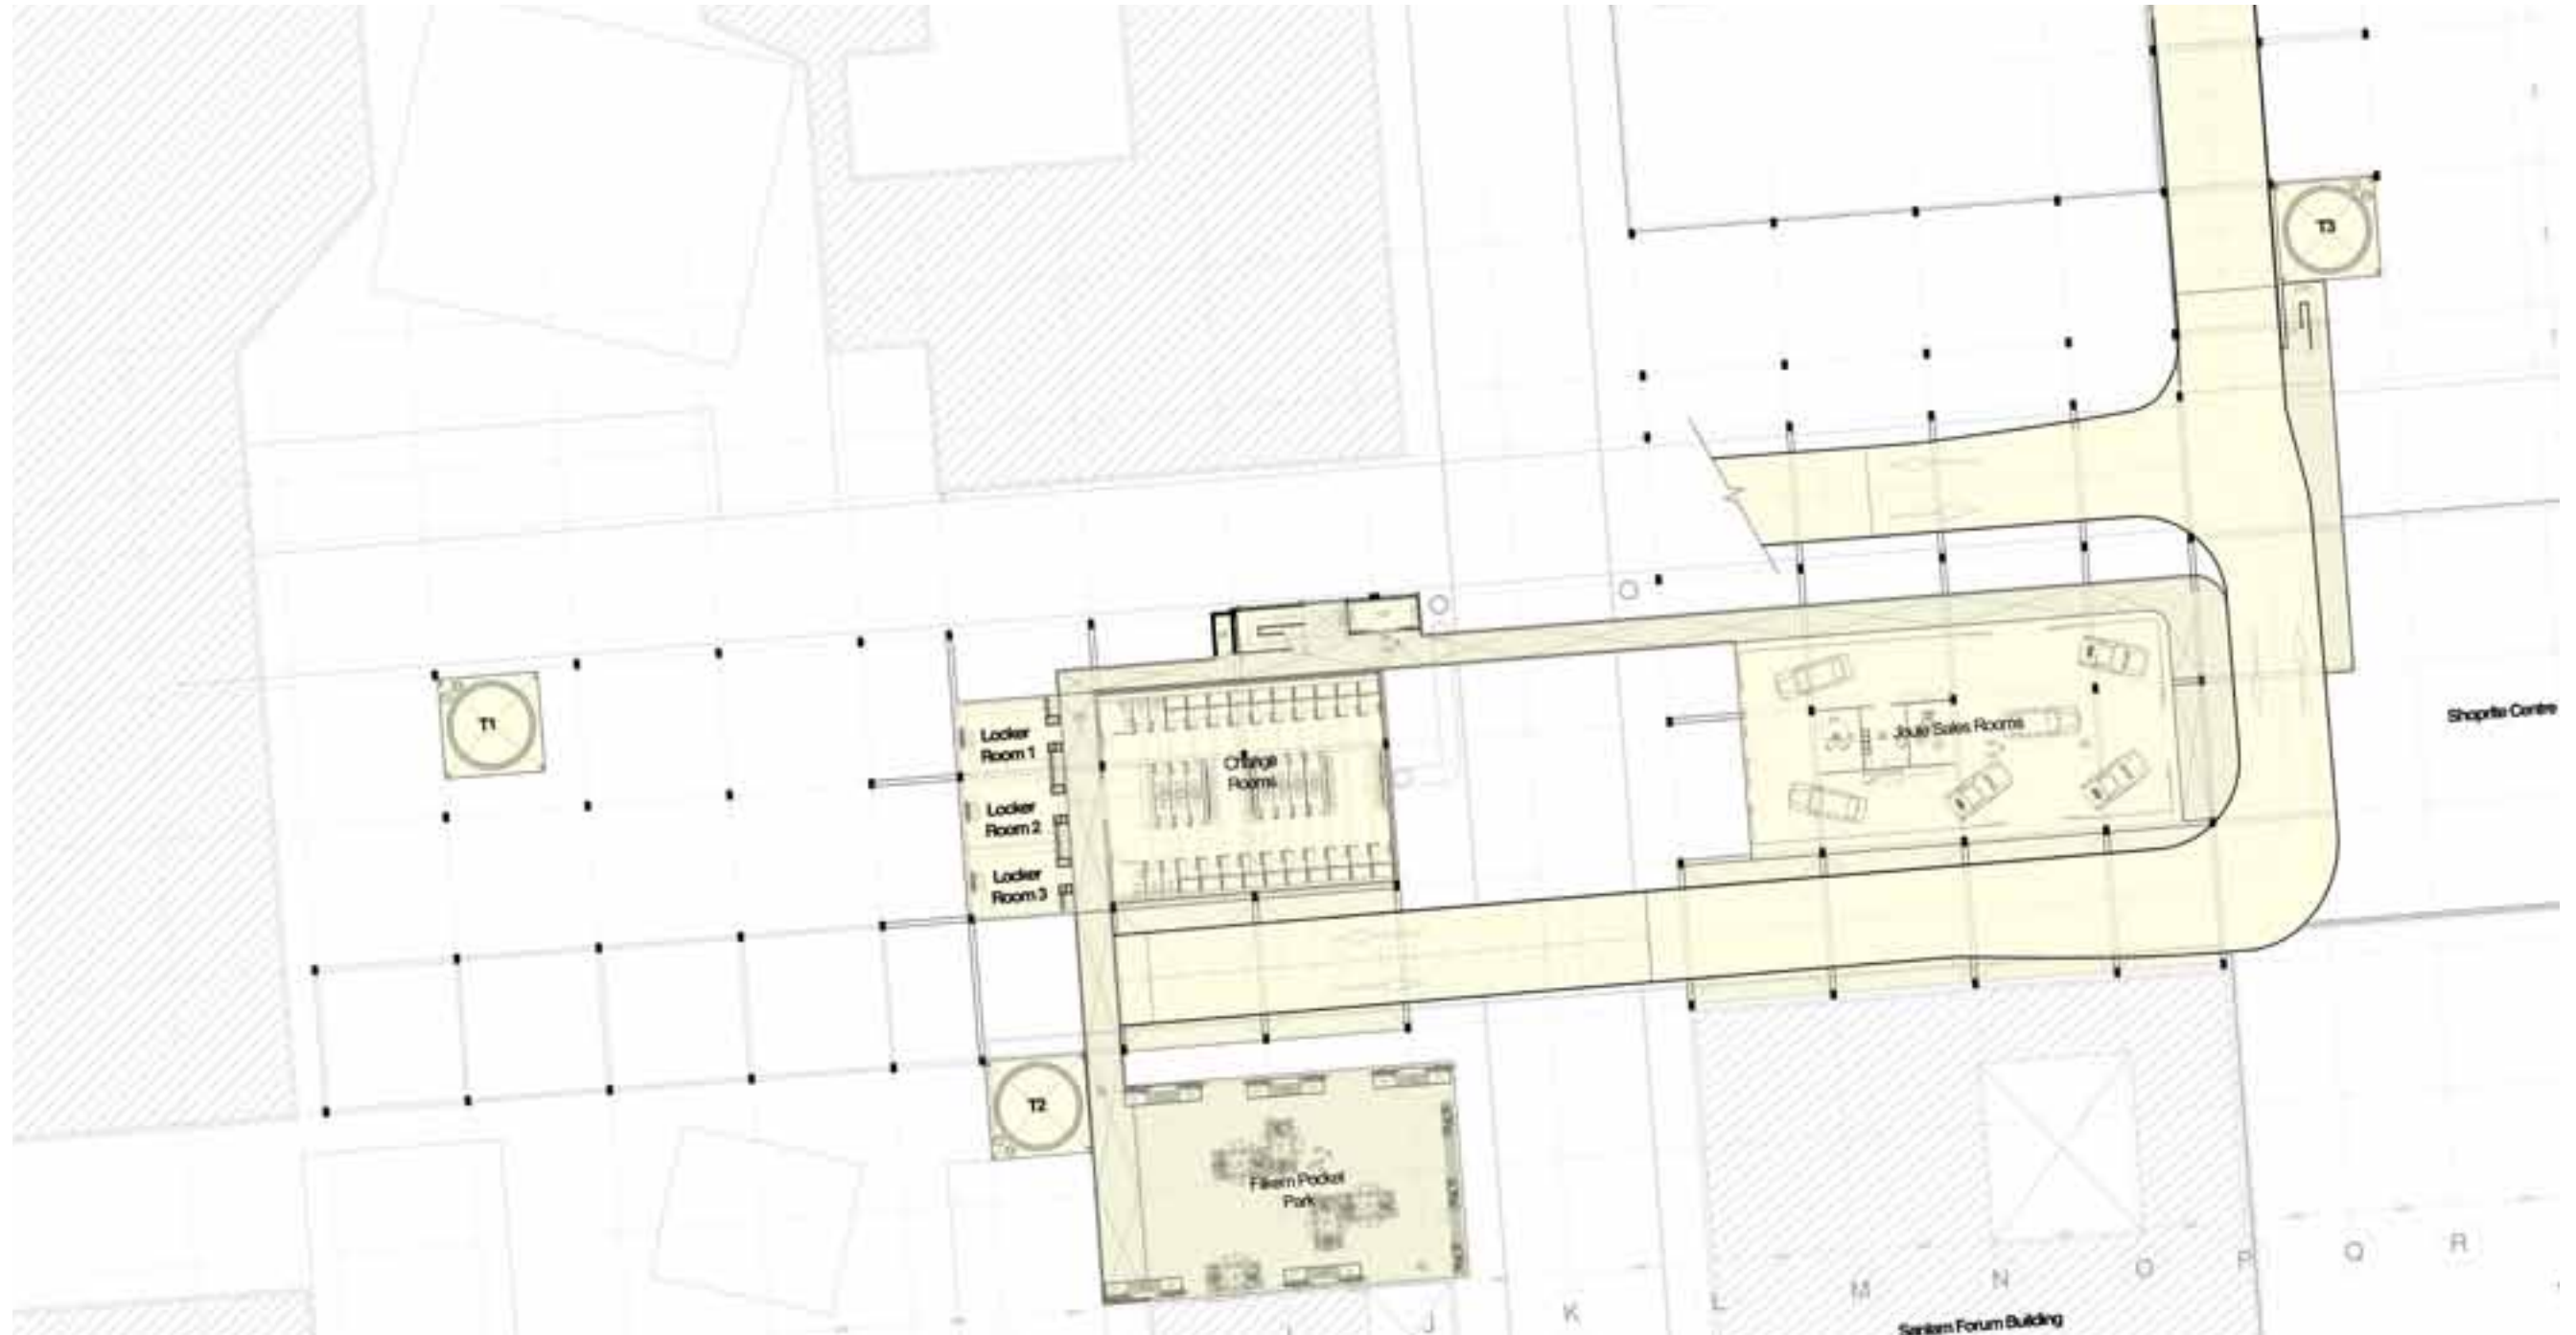 T3
Shoprite Centre
T1
Locker
Room 1
Change
Rooms
Joule Sales Rooms
Locker
Room 2
Locker
Room 3
T2
Fikem Pocket
Park
J
K
L
M
N
O
P
Q
R
Sanlam Forum Building